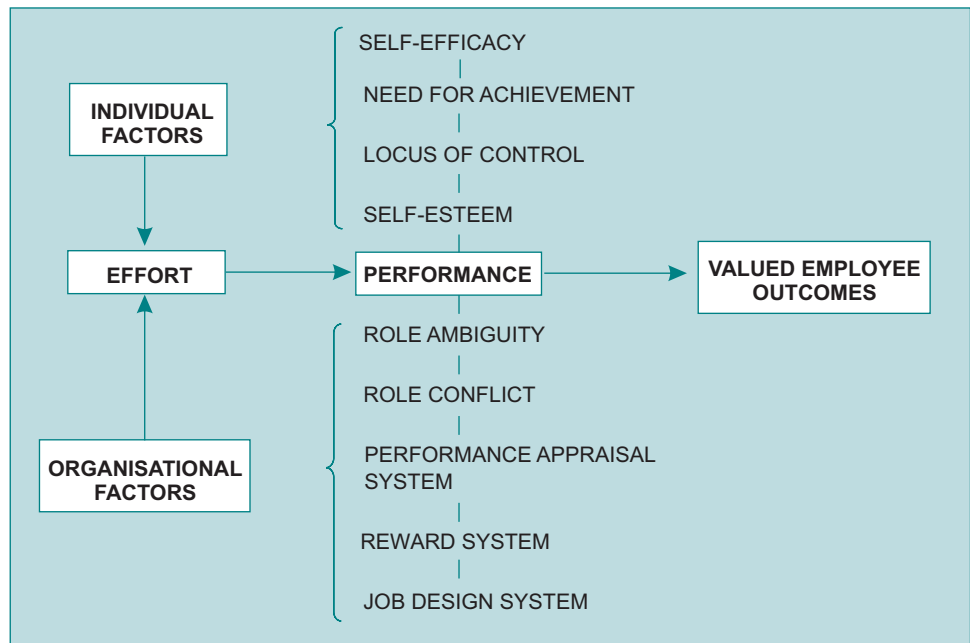 SELF-EFFICACY
NEED FOR ACHIEVEMENT
INDIVIDUAL
FACTORS
LOCUS OF CONTROL
SELF-ESTEEM
EFFORT
PERFORMANCE
VALUED EMPLOYEE
OUTCOMES
ROLE AMBIGUITY
ROLE CONFLICT
ORGANISATIONAL
FACTORS
PERFORMANCE APPRAISAL
SYSTEM
REWARD SYSTEM
JOB DESIGN SYSTEM